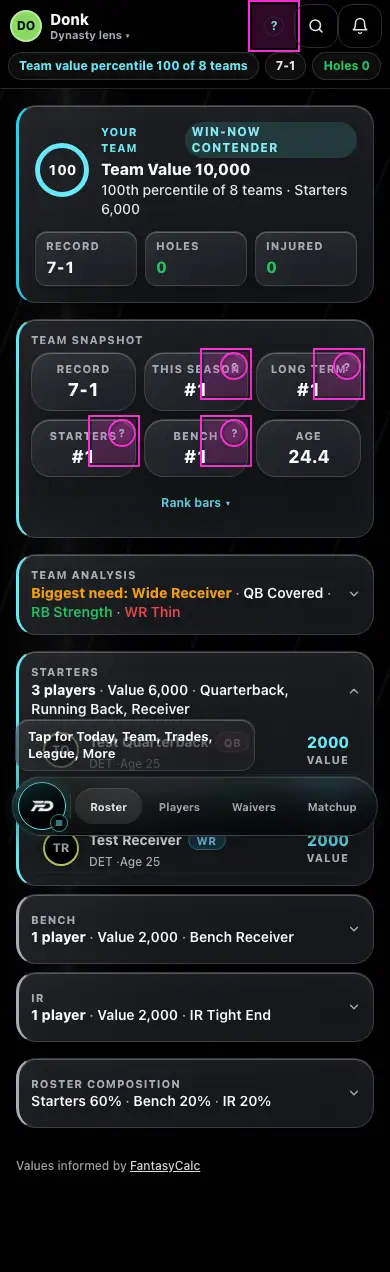 DO
Donk
Dynasty lens ▾
?
Team value percentile 100 of 8 teams
7-1
Holes 0
YOUR TEAM
WIN-NOW CONTENDER
100
Team Value 10,000
100th percentile of 8 teams · Starters
6,000
RECORD
7-1
HOLES
0
INJURED
0
TEAM SNAPSHOT
RECORD
7-1
THIS SEASON
?
#1
LONG TERM
?
#1
STARTERS
?
#1
BENCH
?
#1
AGE
24.4
Rank bars ▾
TEAM ANALYSIS
Biggest need: Wide Receiver · QB Covered ·
RB Strength · WR Thin
STARTERS
3 players · Value 6,000 · Quarterback,
Running Back, Receiver
Tap for Today, Team, Trades,
League, More
TQ
Test Quarterback
QB
DET · Age 25
2000
VALUE
Roster
Players
Waivers
Matchup
TR
Test Receiver
WR
DET · Age 25
2000
VALUE
BENCH
1 player · Value 2,000 · Bench Receiver
IR
1 player · Value 2,000 · IR Tight End
ROSTER COMPOSITION
Starters 60% · Bench 20% · IR 20%
Values informed by FantasyCalc